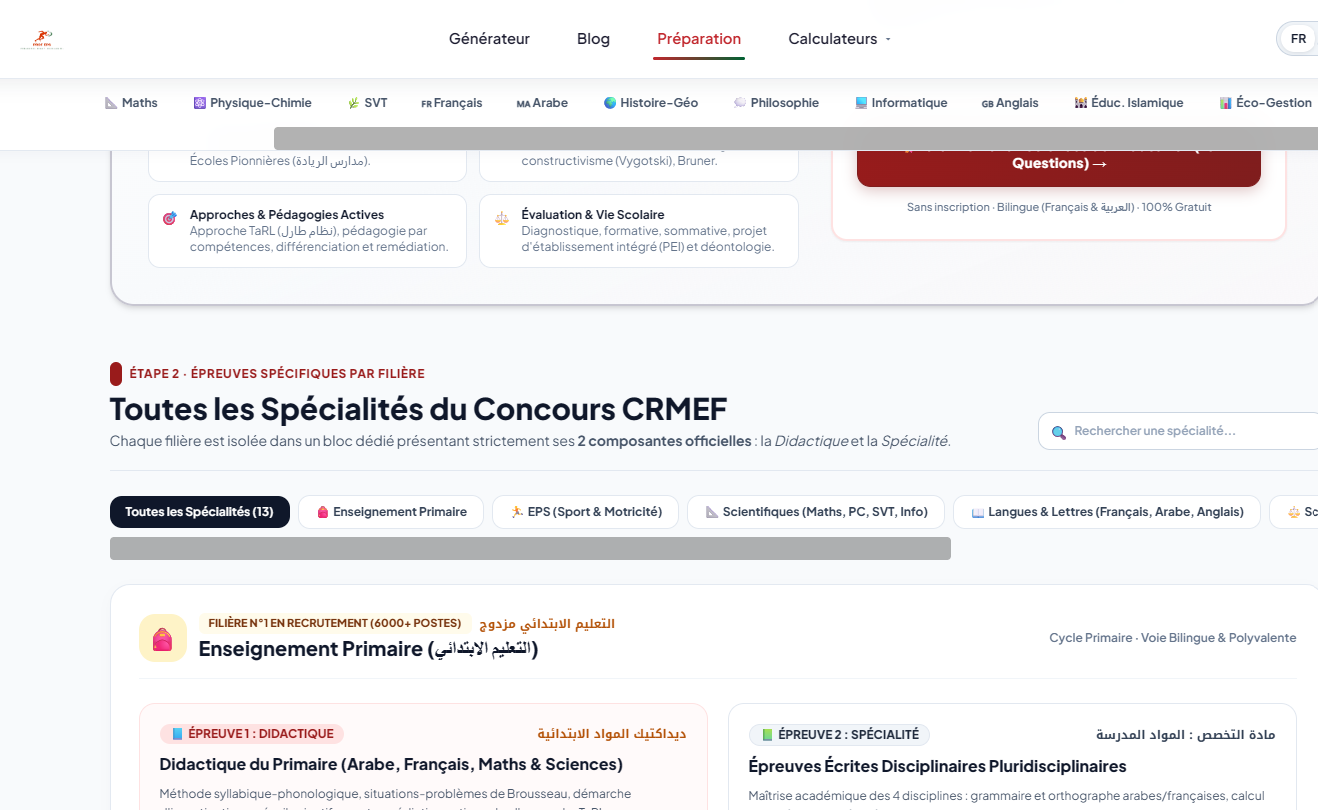 Générateur
Blog
Préparation
Calculateurs
FR
Maths
Physique-Chimie
SVT
FR Français
MA Arabe
Histoire-Géo
Philosophie
Informatique
GB Anglais
Éduc. Islamique
Éco-Gestion
Écoles Pionnières (مدارس الريادة).
constructivisme (Vygotski), Bruner.
Questions) →
Approches & Pédagogies Actives
Approche TaRL (نظام طارل), pédagogie par
compétences, différenciation et remédiation.
Évaluation & Vie Scolaire
Diagnostique, formative, sommative, projet
d'établissement intégré (PEI) et déontologie.
Sans inscription · Bilingue (Français & العربية) · 100% Gratuit
ÉTAPE 2 · ÉPREUVES SPÉCIFIQUES PAR FILIÈRE
Toutes les Spécialités du Concours CRMEF
Chaque filière est isolée dans un bloc dédié présentant strictement ses 2 composantes officielles : la Didactique et la Spécialité.
Rechercher une spécialité...
Toutes les Spécialités (13)
Enseignement Primaire
EPS (Sport & Motricité)
Scientifiques (Maths, PC, SVT, Info)
Langues & Lettres (Français, Arabe, Anglais)
FILIÈRE N°1 EN RECRUTEMENT (6000+ POSTES)
التعليم الابتدائي مزدوج
Enseignement Primaire (التعليم الابتدائي)
Cycle Primaire · Voie Bilingue & Polyvalente
ÉPREUVE 1 : DIDACTIQUE
ديداكتيك المواد الابتدائية
Didactique du Primaire (Arabe, Français, Maths & Sciences)
Méthode syllabique-phonologique, situations-problèmes de Brousseau, démarche
ÉPREUVE 2 : SPÉCIALITÉ
مادة التخصص : المواد المدرسة
Épreuves Écrites Disciplinaires Pluridisciplinaires
Maîtrise académique des 4 disciplines : grammaire et orthographe arabes/françaises, calcul